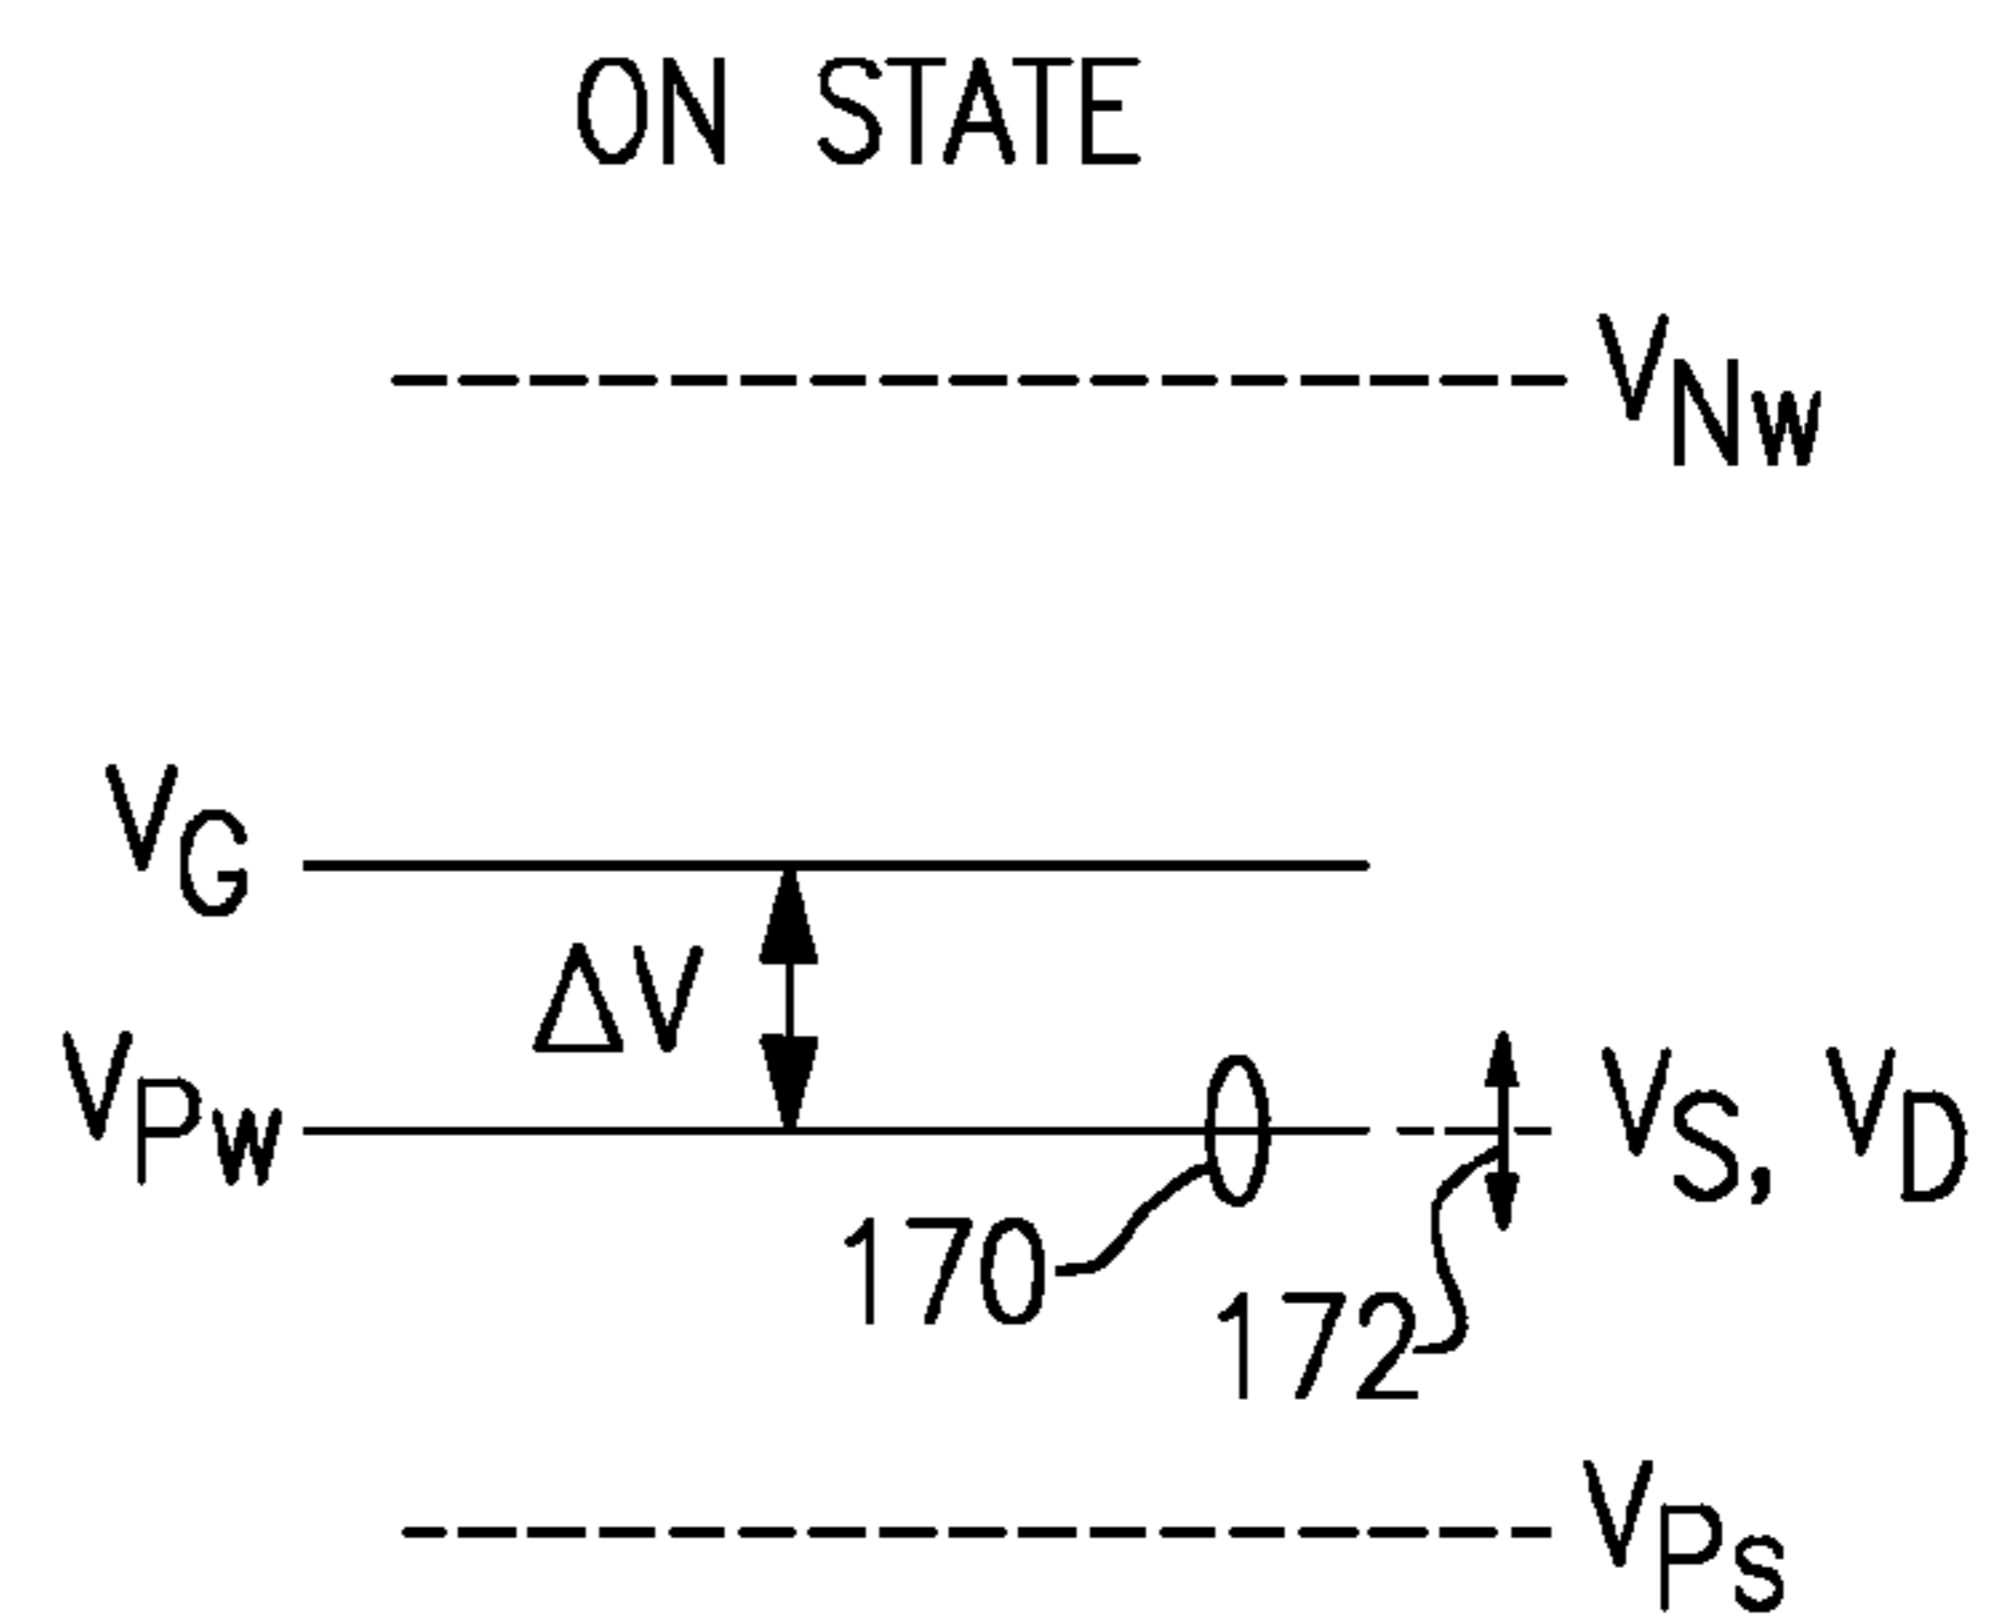 ON STATE
VNw
VG
ΔV
VPw
VS, VD
170
172
VPs